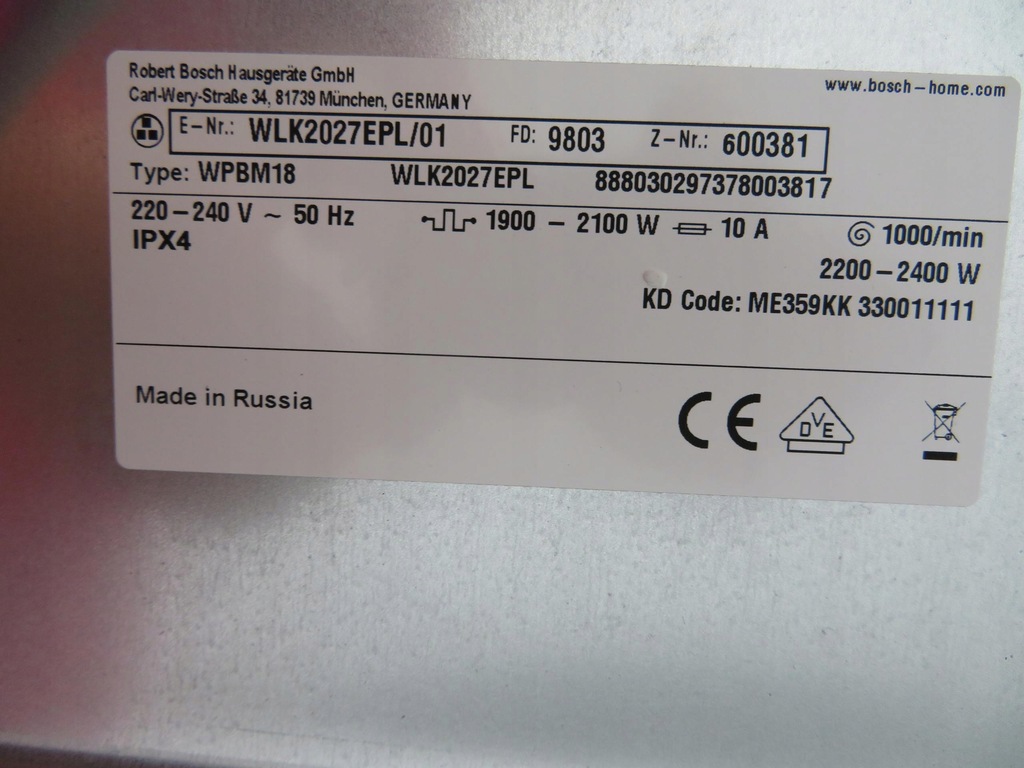 Robert Bosch Hausgeräte GmbH
www.bosch-home.com
Carl-Wery-Straße 34, 81739 München, GERMANY
E-Nr.: WLK2027EPL/01 FD: 9803 Z-Nr.: 600381
Type: WPBM18 WLK2027EPL 888030297378003817
220-240 V ~ 50 Hz 1900 - 2100 W 10 A 1000/min
IPX4
2200-2400 W
KD Code: ME359KK 330011111
Made in Russia
CE
DVE